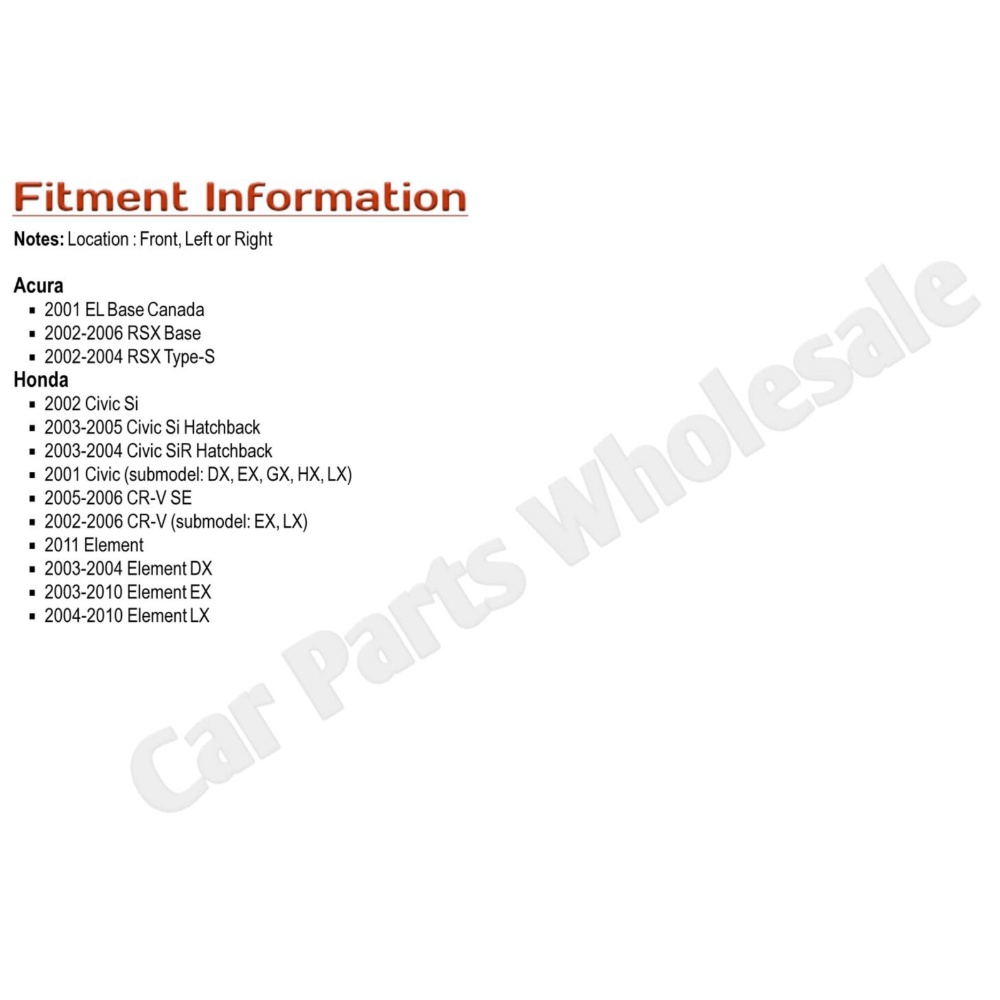 Fitment Information
Notes: Location : Front, Left or Right
Acura
▪ 2001 EL Base Canada
▪ 2002-2006 RSX Base
▪ 2002-2004 RSX Type-S
Honda
▪ 2002 Civic Si
▪ 2003-2005 Civic Si Hatchback
▪ 2003-2004 Civic SiR Hatchback
▪ 2001 Civic (submodel: DX, EX, GX, HX, LX)
▪ 2005-2006 CR-V SE
▪ 2002-2006 CR-V (submodel: EX, LX)
▪ 2011 Element
▪ 2003-2004 Element DX
▪ 2003-2010 Element EX
▪ 2004-2010 Element LX
Car Parts Wholesale